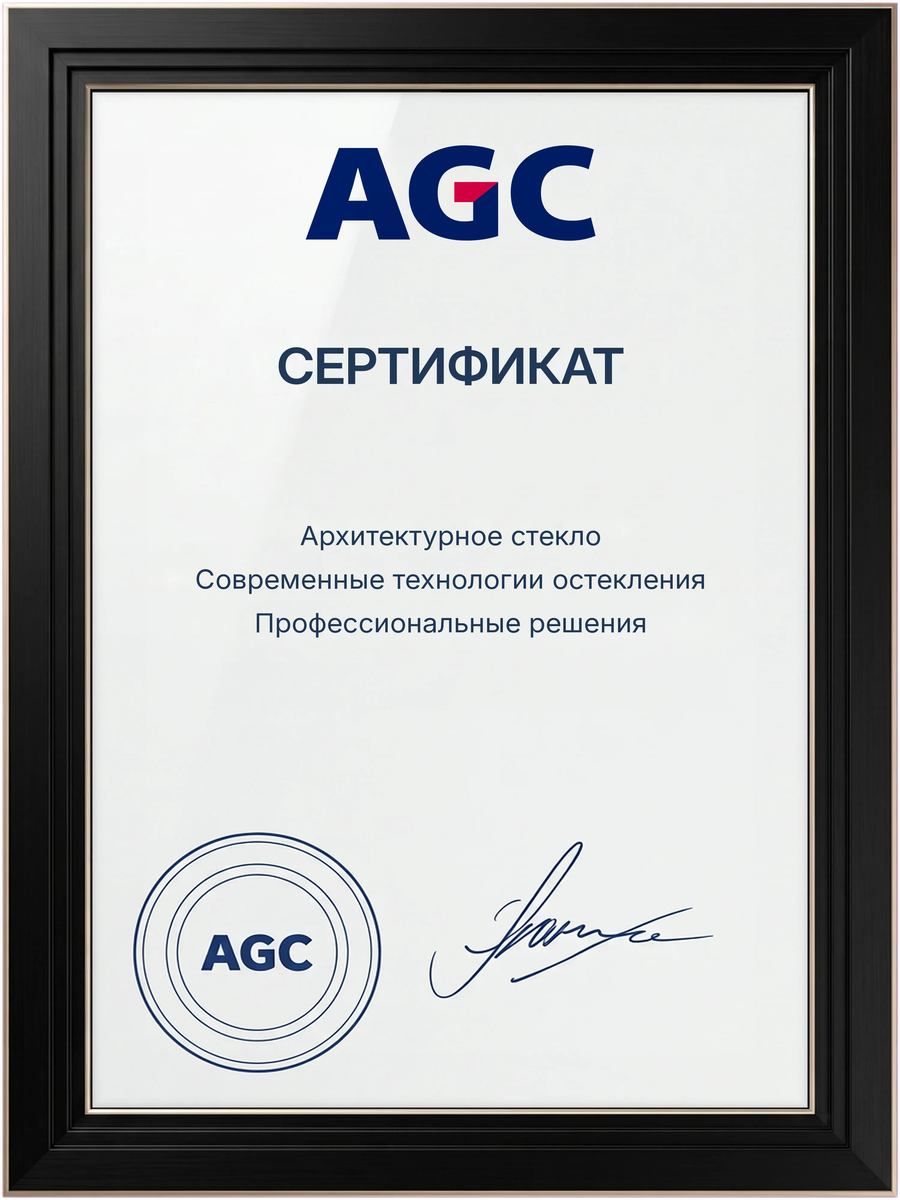 AGC
СЕРТИФИКАТ
Архитектурное стекло
Современные технологии остекления
Профессиональные решения
AGC